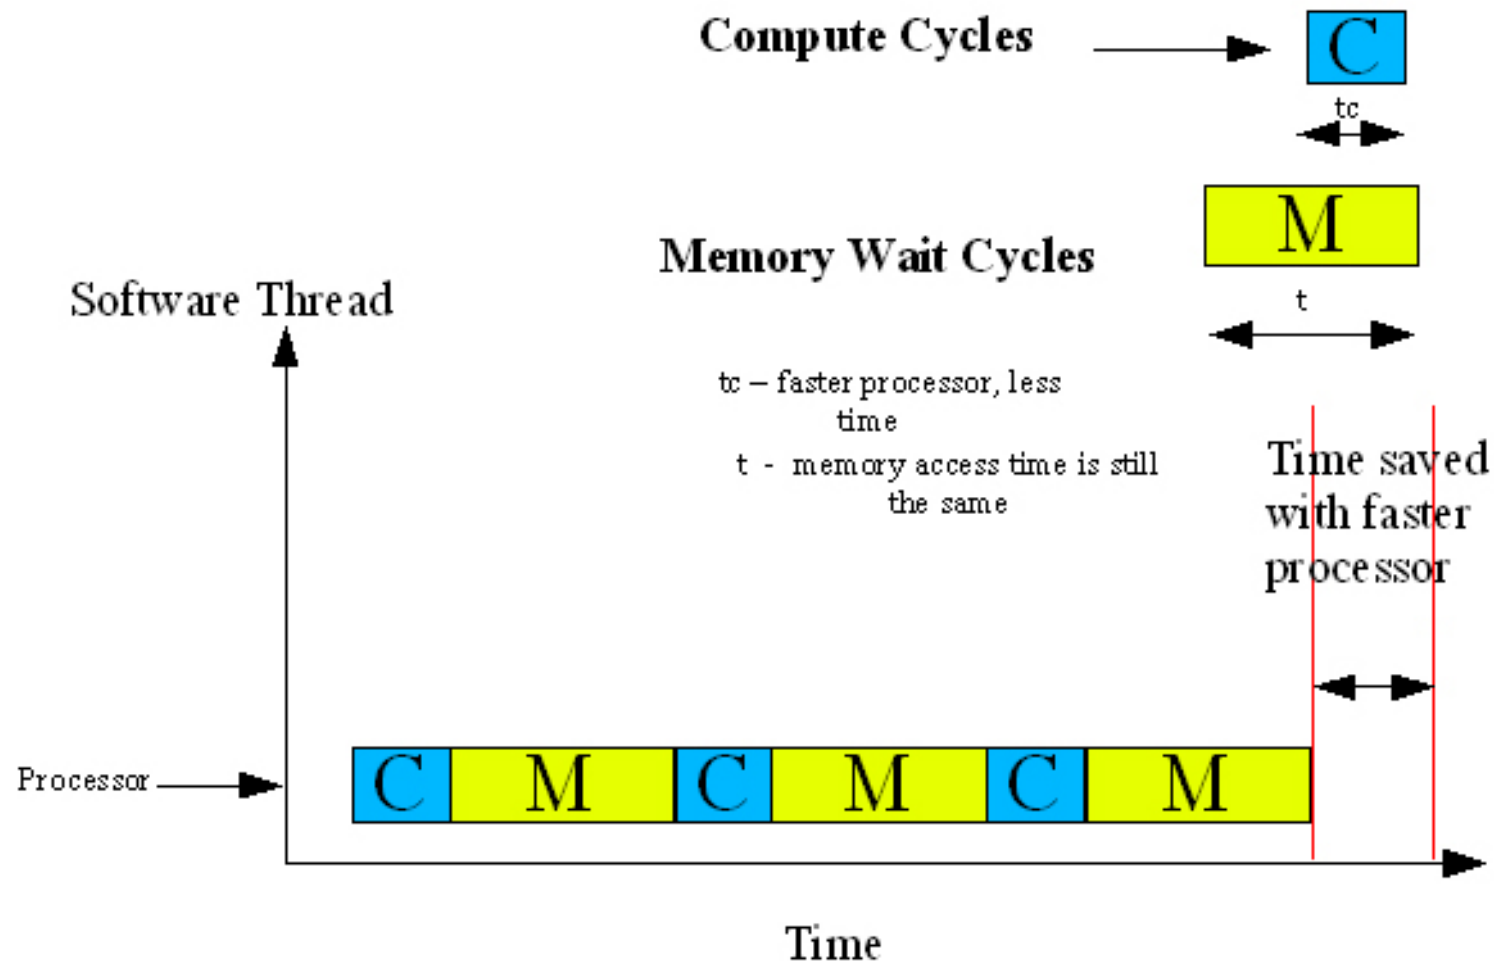 Compute Cycles
C
tc
M
Memory Wait Cycles
t
Software Thread
tc – faster processor, less
time
t - memory access time is still
the same
Time saved
with faster
processor
Processor
C M C M C M
Time